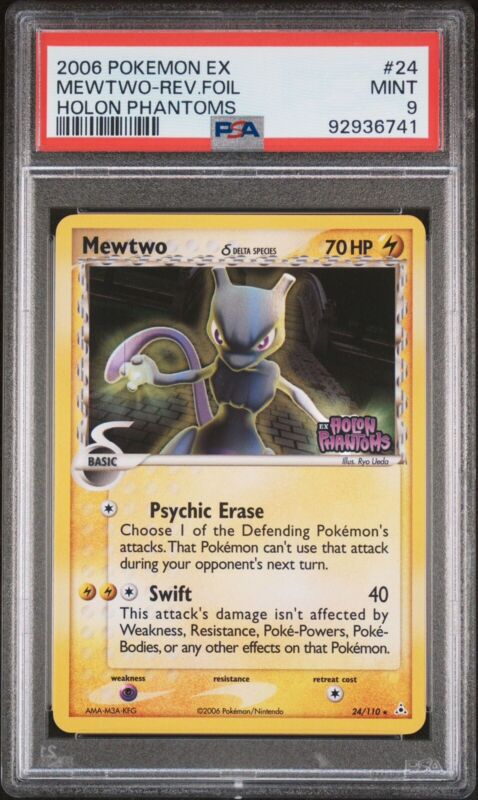 2006 POKEMON EX #24
MEWTWO-REV.FOIL MINT
HOLON PHANTOMS 9
PSA 92936741
Mewtwo δ DELTA SPECIES 70 HP
EX HOLON
PHANTOMS
BASIC
Illus. Ryo Ueda
Psychic Erase
Choose 1 of the Defending Pokémon's
attacks. That Pokémon can't use that attack
during your opponent's next turn.
Swift 40
This attack's damage isn't affected by
Weakness, Resistance, Poké-Powers, Poké-
Bodies, or any other effects on that Pokémon.
weakness resistance retreat cost
AMA-M3A-KFG ©2006 Pokémon/Nintendo 24/110 ★
PSA